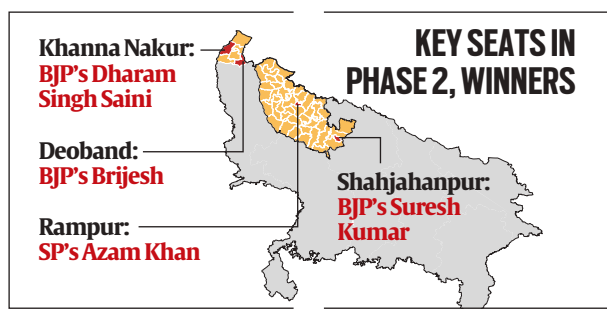 KEY SEATS IN
PHASE 2, WINNERS
Khanna Nakur:
BJP's Dharam
Singh Saini
Deoband:
BJP's Brijesh
Rampur:
SP's Azam Khan
Shahjahanpur:
BJP's Suresh
Kumar